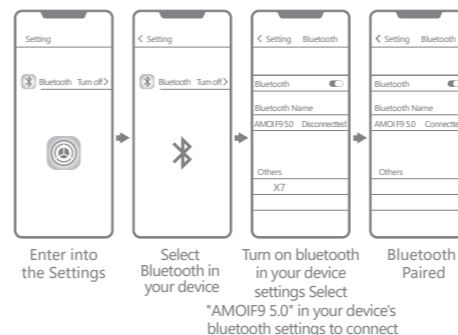 Setting
Bluetooth Turn off>
Enter into
the Settings
< Setting
Bluetooth Turn off>
Select
Bluetooth in
your device
< Setting Bluetooth
Bluetooth
Bluetooth Name
AMOIF9 5.0 Disconnectted
Others
X7
Turn on bluetooth
in your device
settings Select
"AMOIF9 5.0" in your device's
bluetooth settings to connect
< Setting Bluetooth
Bluetooth
Bluetooth Name
AMOIF9 5.0
Others
Bluetooth
Paired